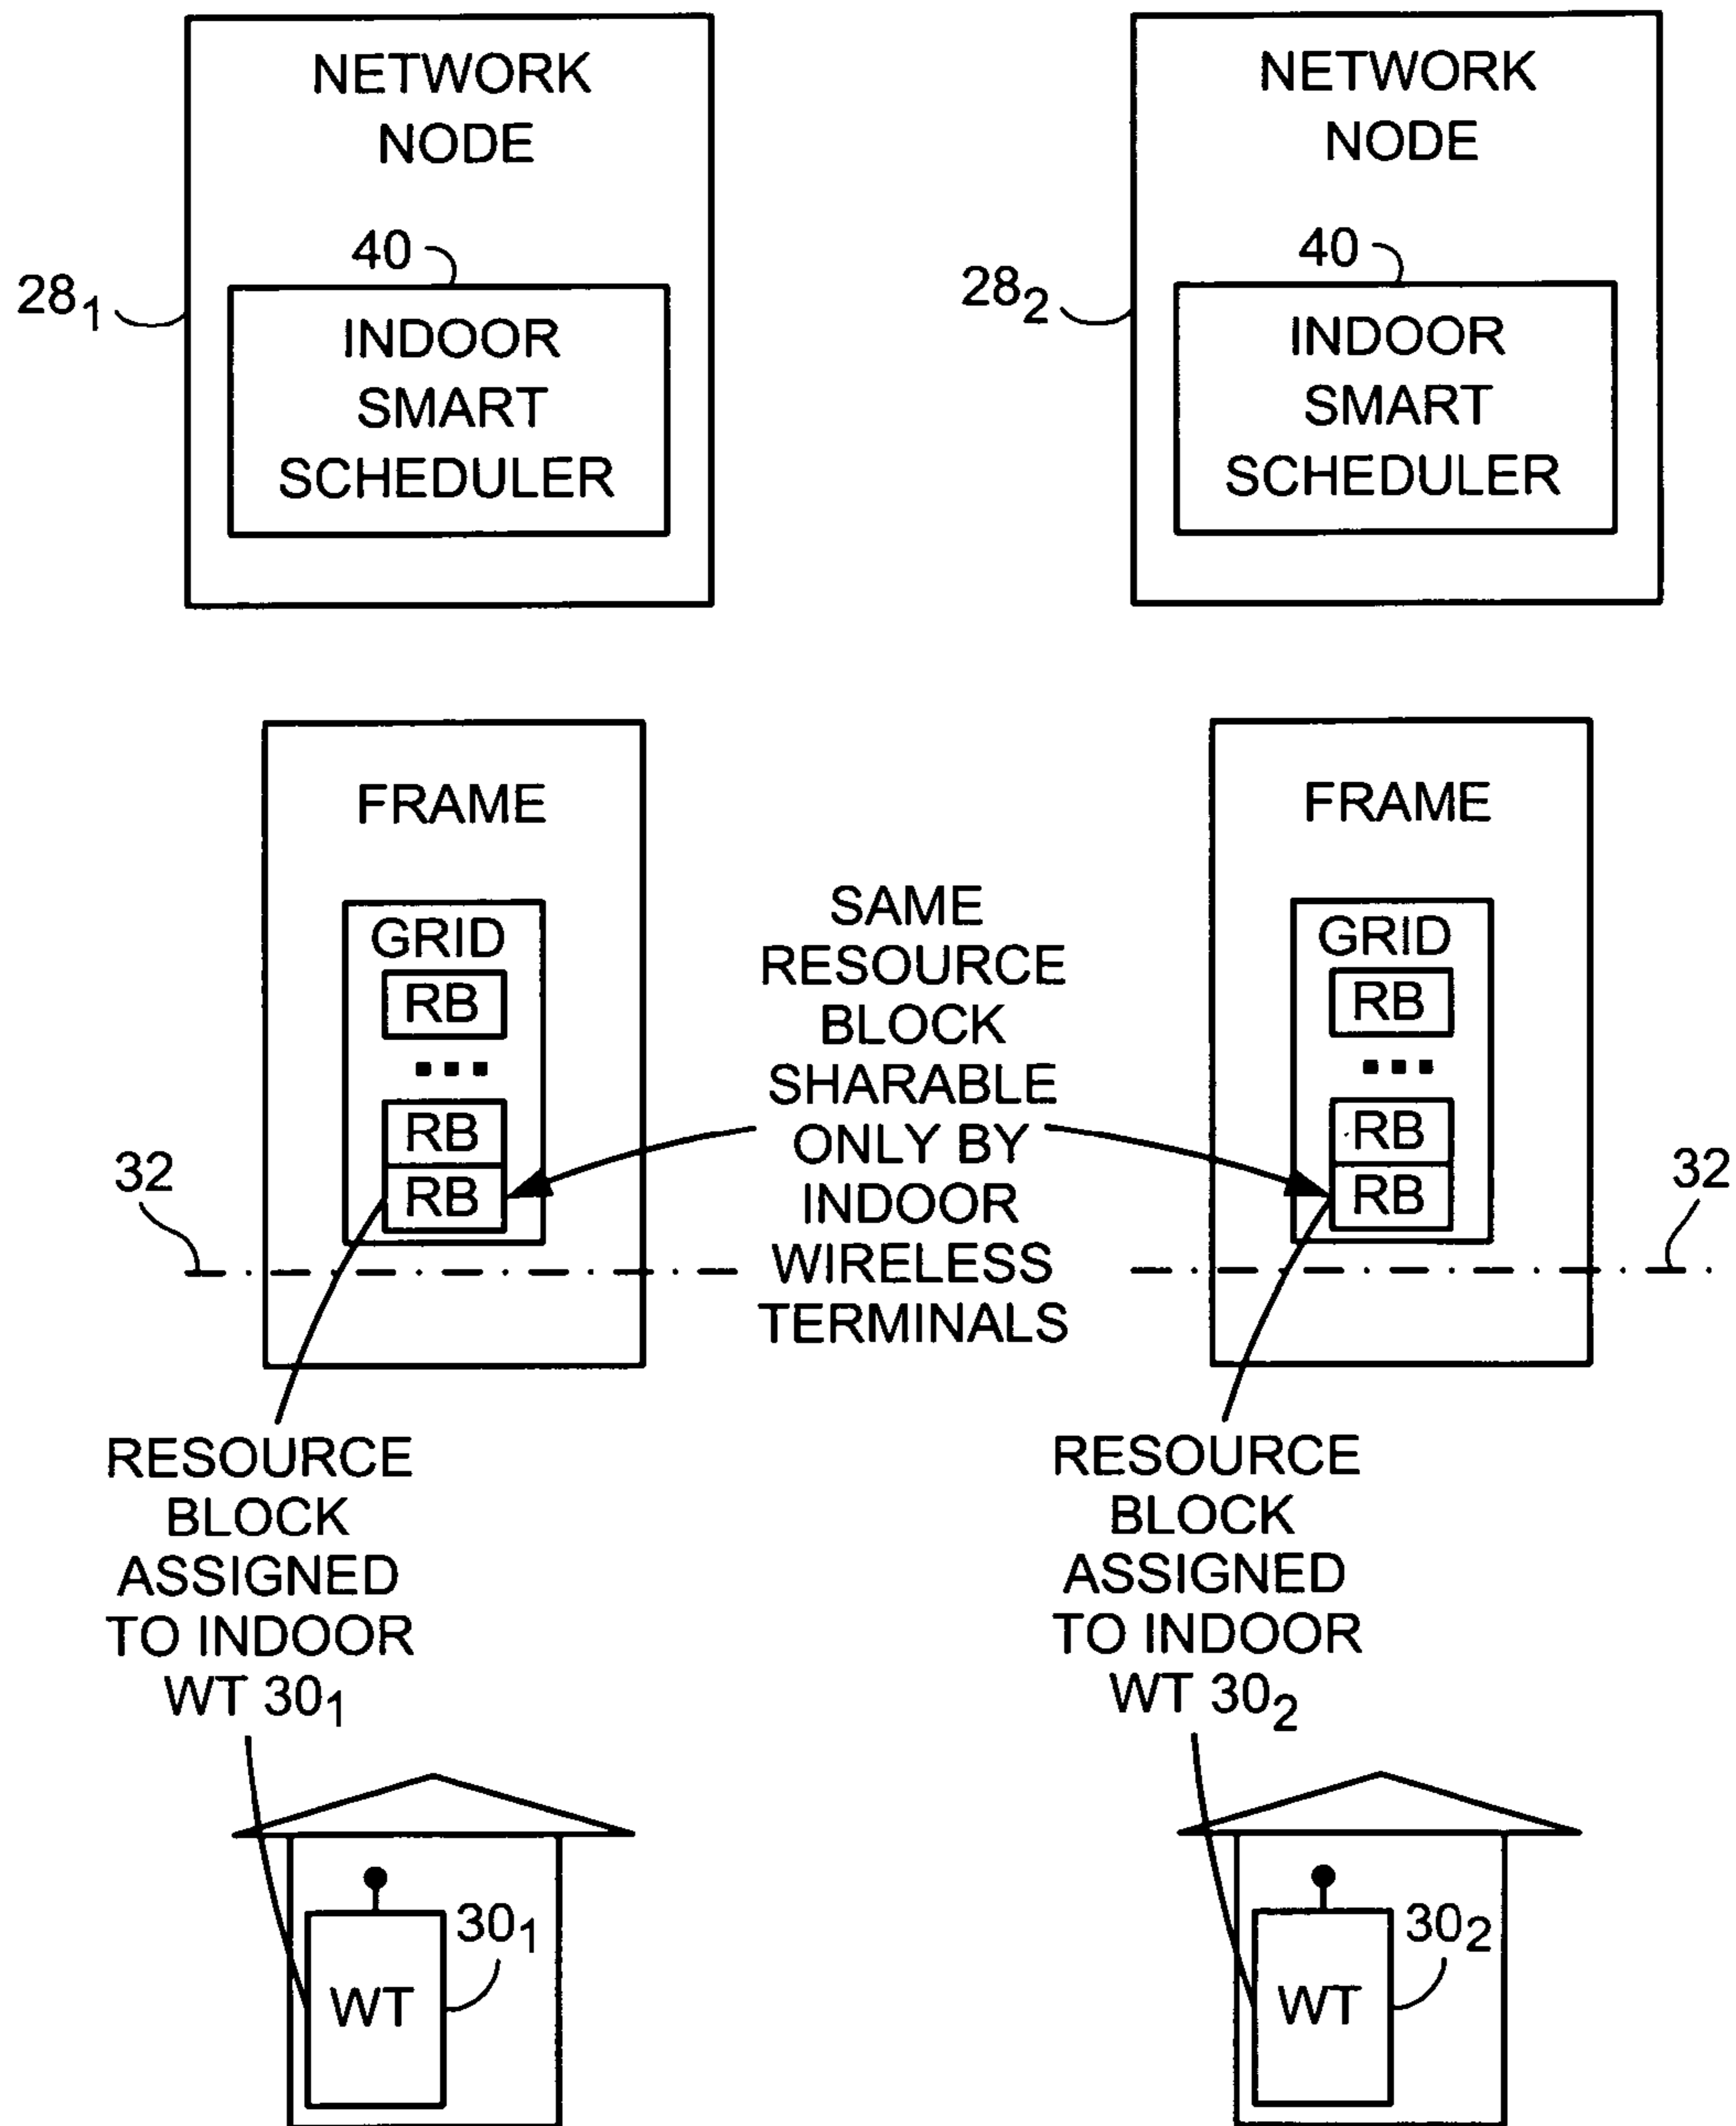 NETWORK
NODE
40
28₁
INDOOR
SMART
SCHEDULER
NETWORK
NODE
40
28₂
INDOOR
SMART
SCHEDULER
FRAME
GRID
RB
...
RB
RB
32
SAME
RESOURCE
BLOCK
SHARABLE
ONLY BY
INDOOR
WIRELESS
TERMINALS
FRAME
GRID
RB
...
RB
RB
32
RESOURCE
BLOCK
ASSIGNED
TO INDOOR
WT 30₁
RESOURCE
BLOCK
ASSIGNED
TO INDOOR
WT 30₂
30₁
WT
30₂
WT